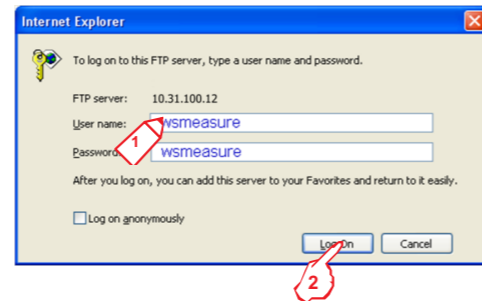 Internet Explorer
To log on to this FTP server, type a user name and password.
FTP server: 10.31.100.12
User name: wsmeasure
1
Password: wsmeasure
After you log on, you can add this server to your Favorites and return to it easily.
Log on anonymously
Log On Cancel
2